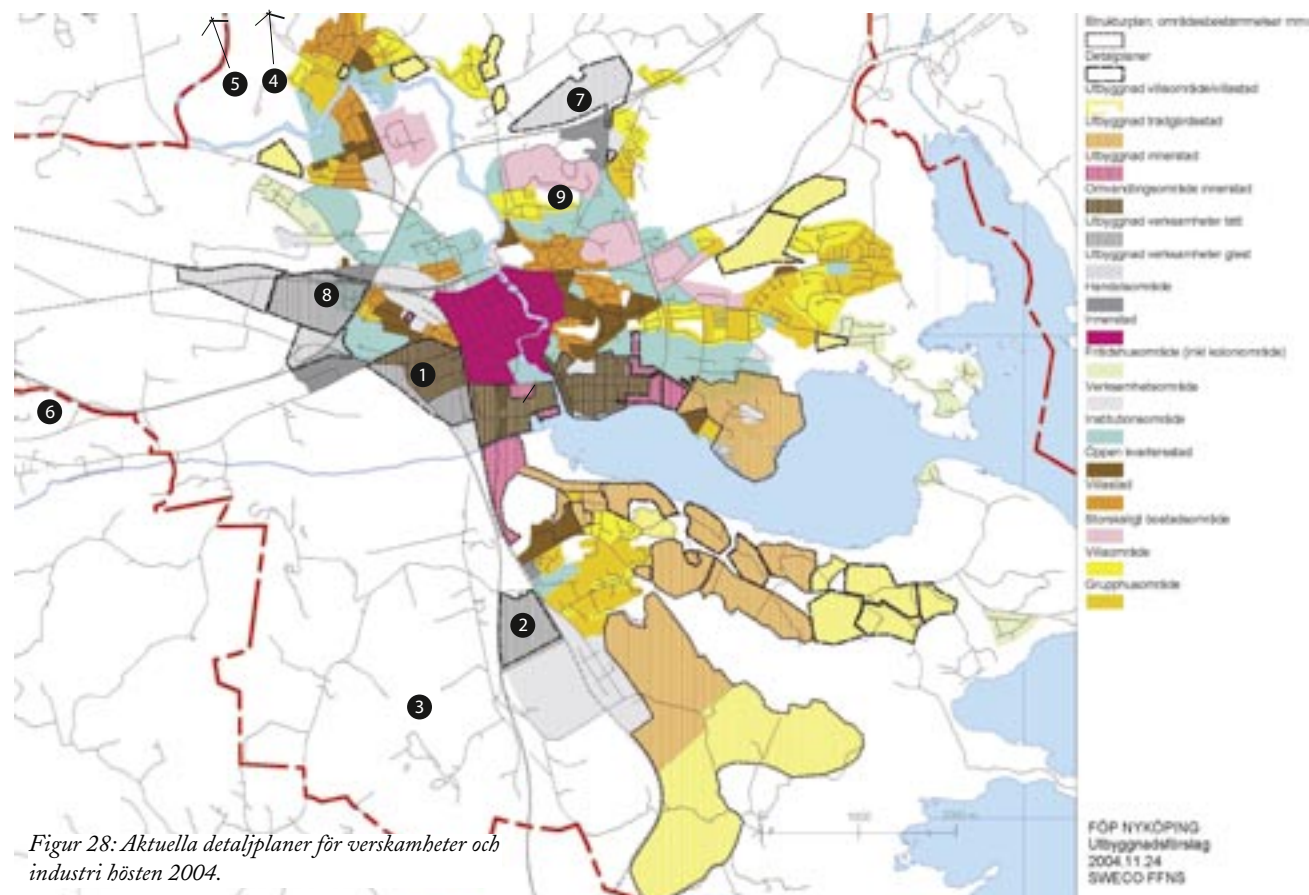 5
4
7
9
8
1
6
2
3
Strukturplan, områdesbestämmelser mm
Detaljplaner
Utbyggnad villaområde/villastad
Utbyggnad trädgårdsstad
Utbyggnad innerstad
Omvandlingsområde innerstad
Utbyggnad verksamheter tätt
Utbyggnad verksamheter glest
Handelsområde
Innerstad
Fritidshusområde (inkl koloniområde)
Verksamhetsområde
Institutionsområde
Öppen kvartersstad
Villastad
Storskaligt bostadsområde
Villaområde
Grupphusområde
1000
Figur 28: Aktuella detaljplaner för verskamheter och
industri hösten 2004.
FÖP NYKÖPING
Utbyggnadsförslag
2004.11.24
SWECO FFNS